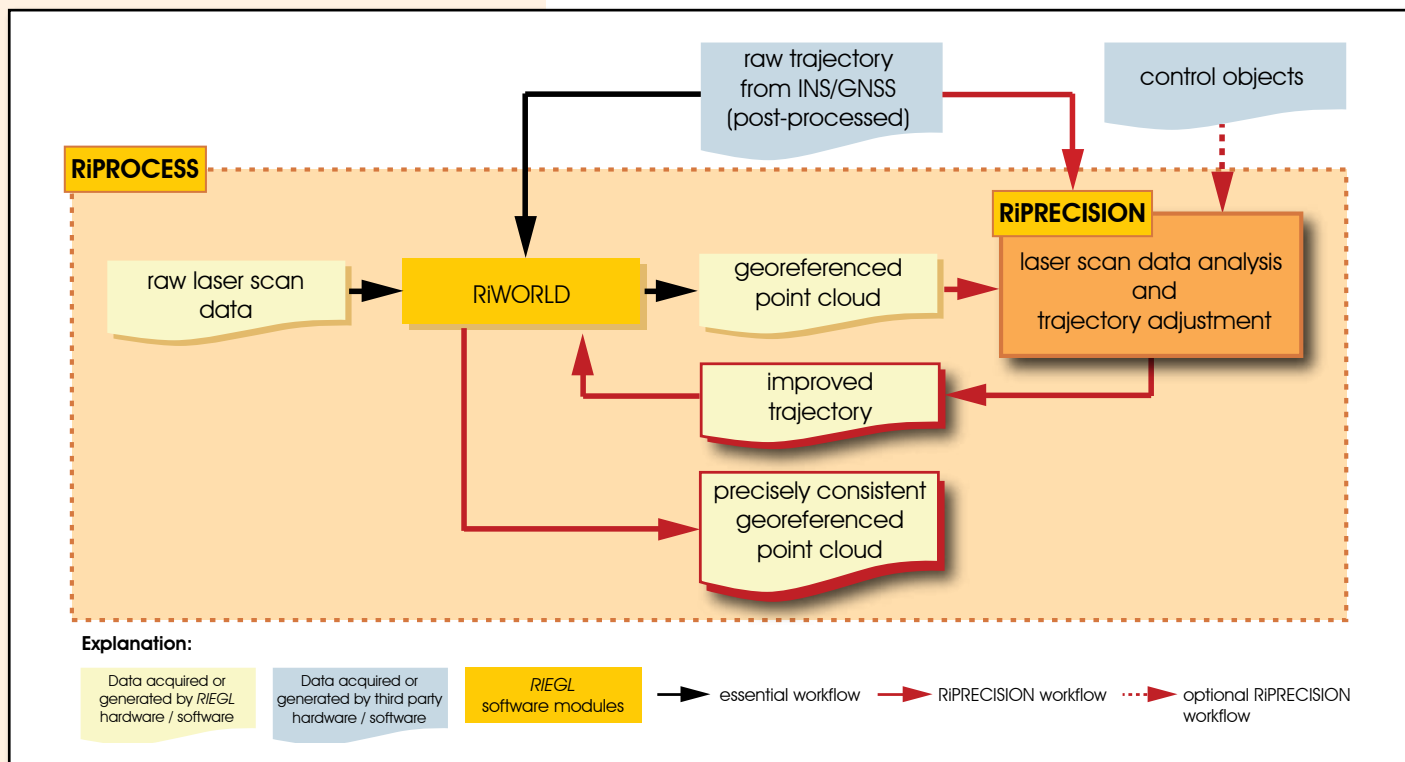 raw trajectory
from INS/GNSS
(post-processed)
control objects
RiPROCESS
RiPRECISION
raw laser scan
data
RiWORLD
georeferenced
point cloud
laser scan data analysis
and
trajectory adjustment
improved
trajectory
precisely consistent
georeferenced
point cloud
Explanation:
Data acquired or
generated by RIEGL
hardware / software
Data acquired or
generated by third party
hardware / software
RIEGL
software modules
essential workflow
RiPRECISION workflow
optional RiPRECISION
workflow